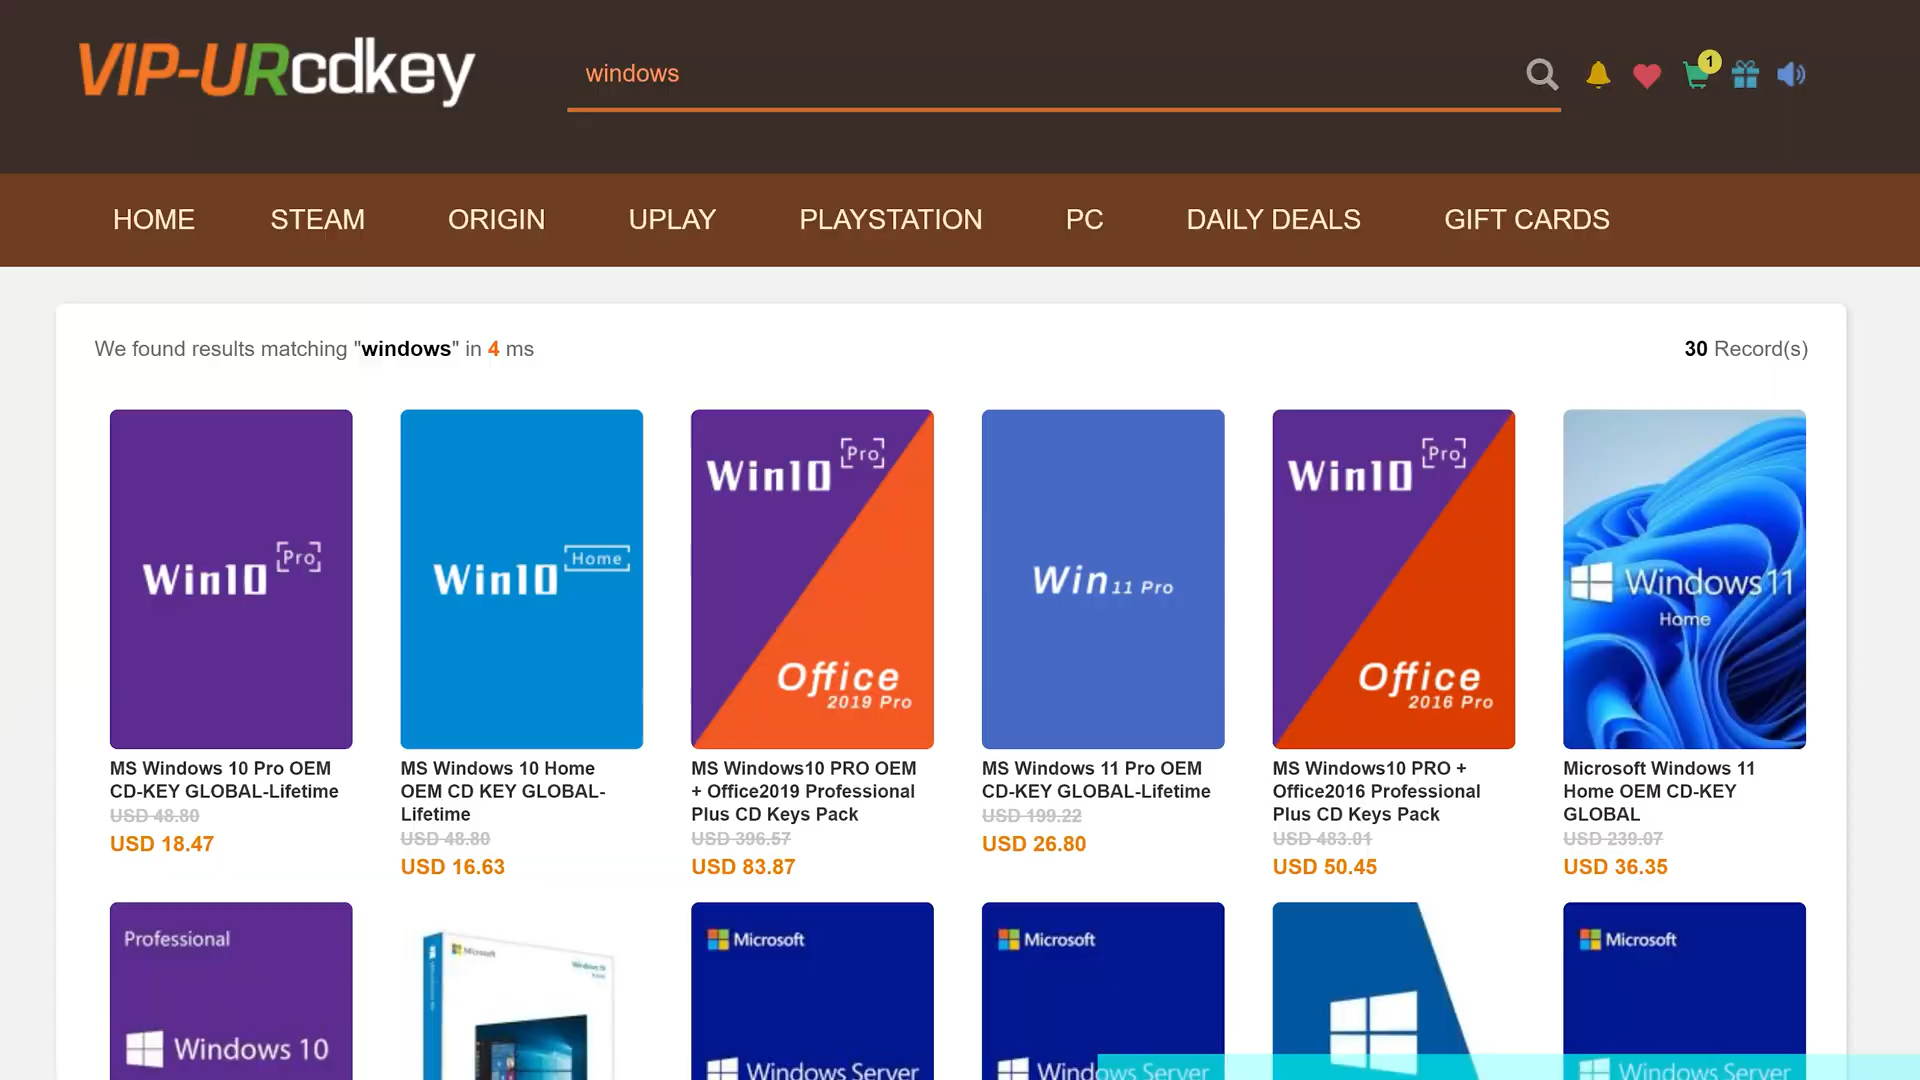 VIP-URcdkey
windows
1
HOME STEAM ORIGIN UPLAY PLAYSTATION PC DAILY DEALS GIFT CARDS
We found results matching "windows" in 4 ms
30 Record(s)
Win10 Pro
Win10 Home
Win10 Pro
Office
2019 Pro
Win 11 Pro
Win10 Pro
Office
2016 Pro
Windows 11
Home
MS Windows 10 Pro OEM
CD-KEY GLOBAL-Lifetime
USD 48.80
USD 18.47
MS Windows 10 Home
OEM CD KEY GLOBAL-
Lifetime
USD 48.80
USD 16.63
MS Windows10 PRO OEM
+ Office2019 Professional
Plus CD Keys Pack
USD 396.57
USD 83.87
MS Windows 11 Pro OEM
CD-KEY GLOBAL-Lifetime
USD 199.22
USD 26.80
MS Windows10 PRO +
Office2016 Professional
Plus CD Keys Pack
USD 483.01
USD 50.45
Microsoft Windows 11
Home OEM CD-KEY
GLOBAL
USD 239.07
USD 36.35
Professional
Windows 10
Microsoft
Microsoft
Windows Server
Microsoft
Windows Server
Microsoft
Windows Server